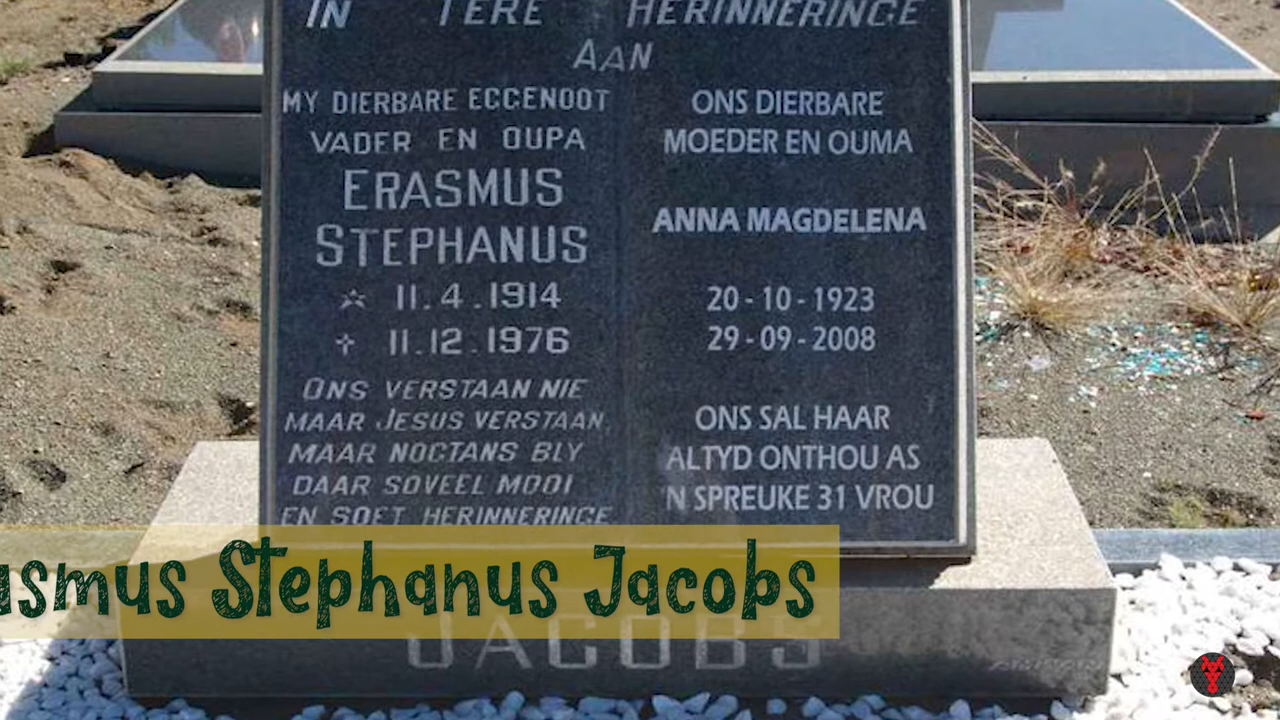 IN TERE HERINNERINGE
AAN
MY DIERBARE EGGENOOT
VADER EN OUPA
ERASMUS
STEPHANUS
☆ 11.4.1914
✝ 11.12.1976
ONS VERSTAAN NIE
MAAR JESUS VERSTAAN,
MAAR NOGTANS BLY
DAAR SOVEEL MOOI
EN SOET HERINNERINGE
ONS DIERBARE
MOEDER EN OUMA
ANNA MAGDELENA
20-10-1923
29-09-2008
ONS SAL HAAR
ALTYD ONTHOU AS
'N SPREUKE 31 VROU
asmus Stephanus Jacobs
JACOBS